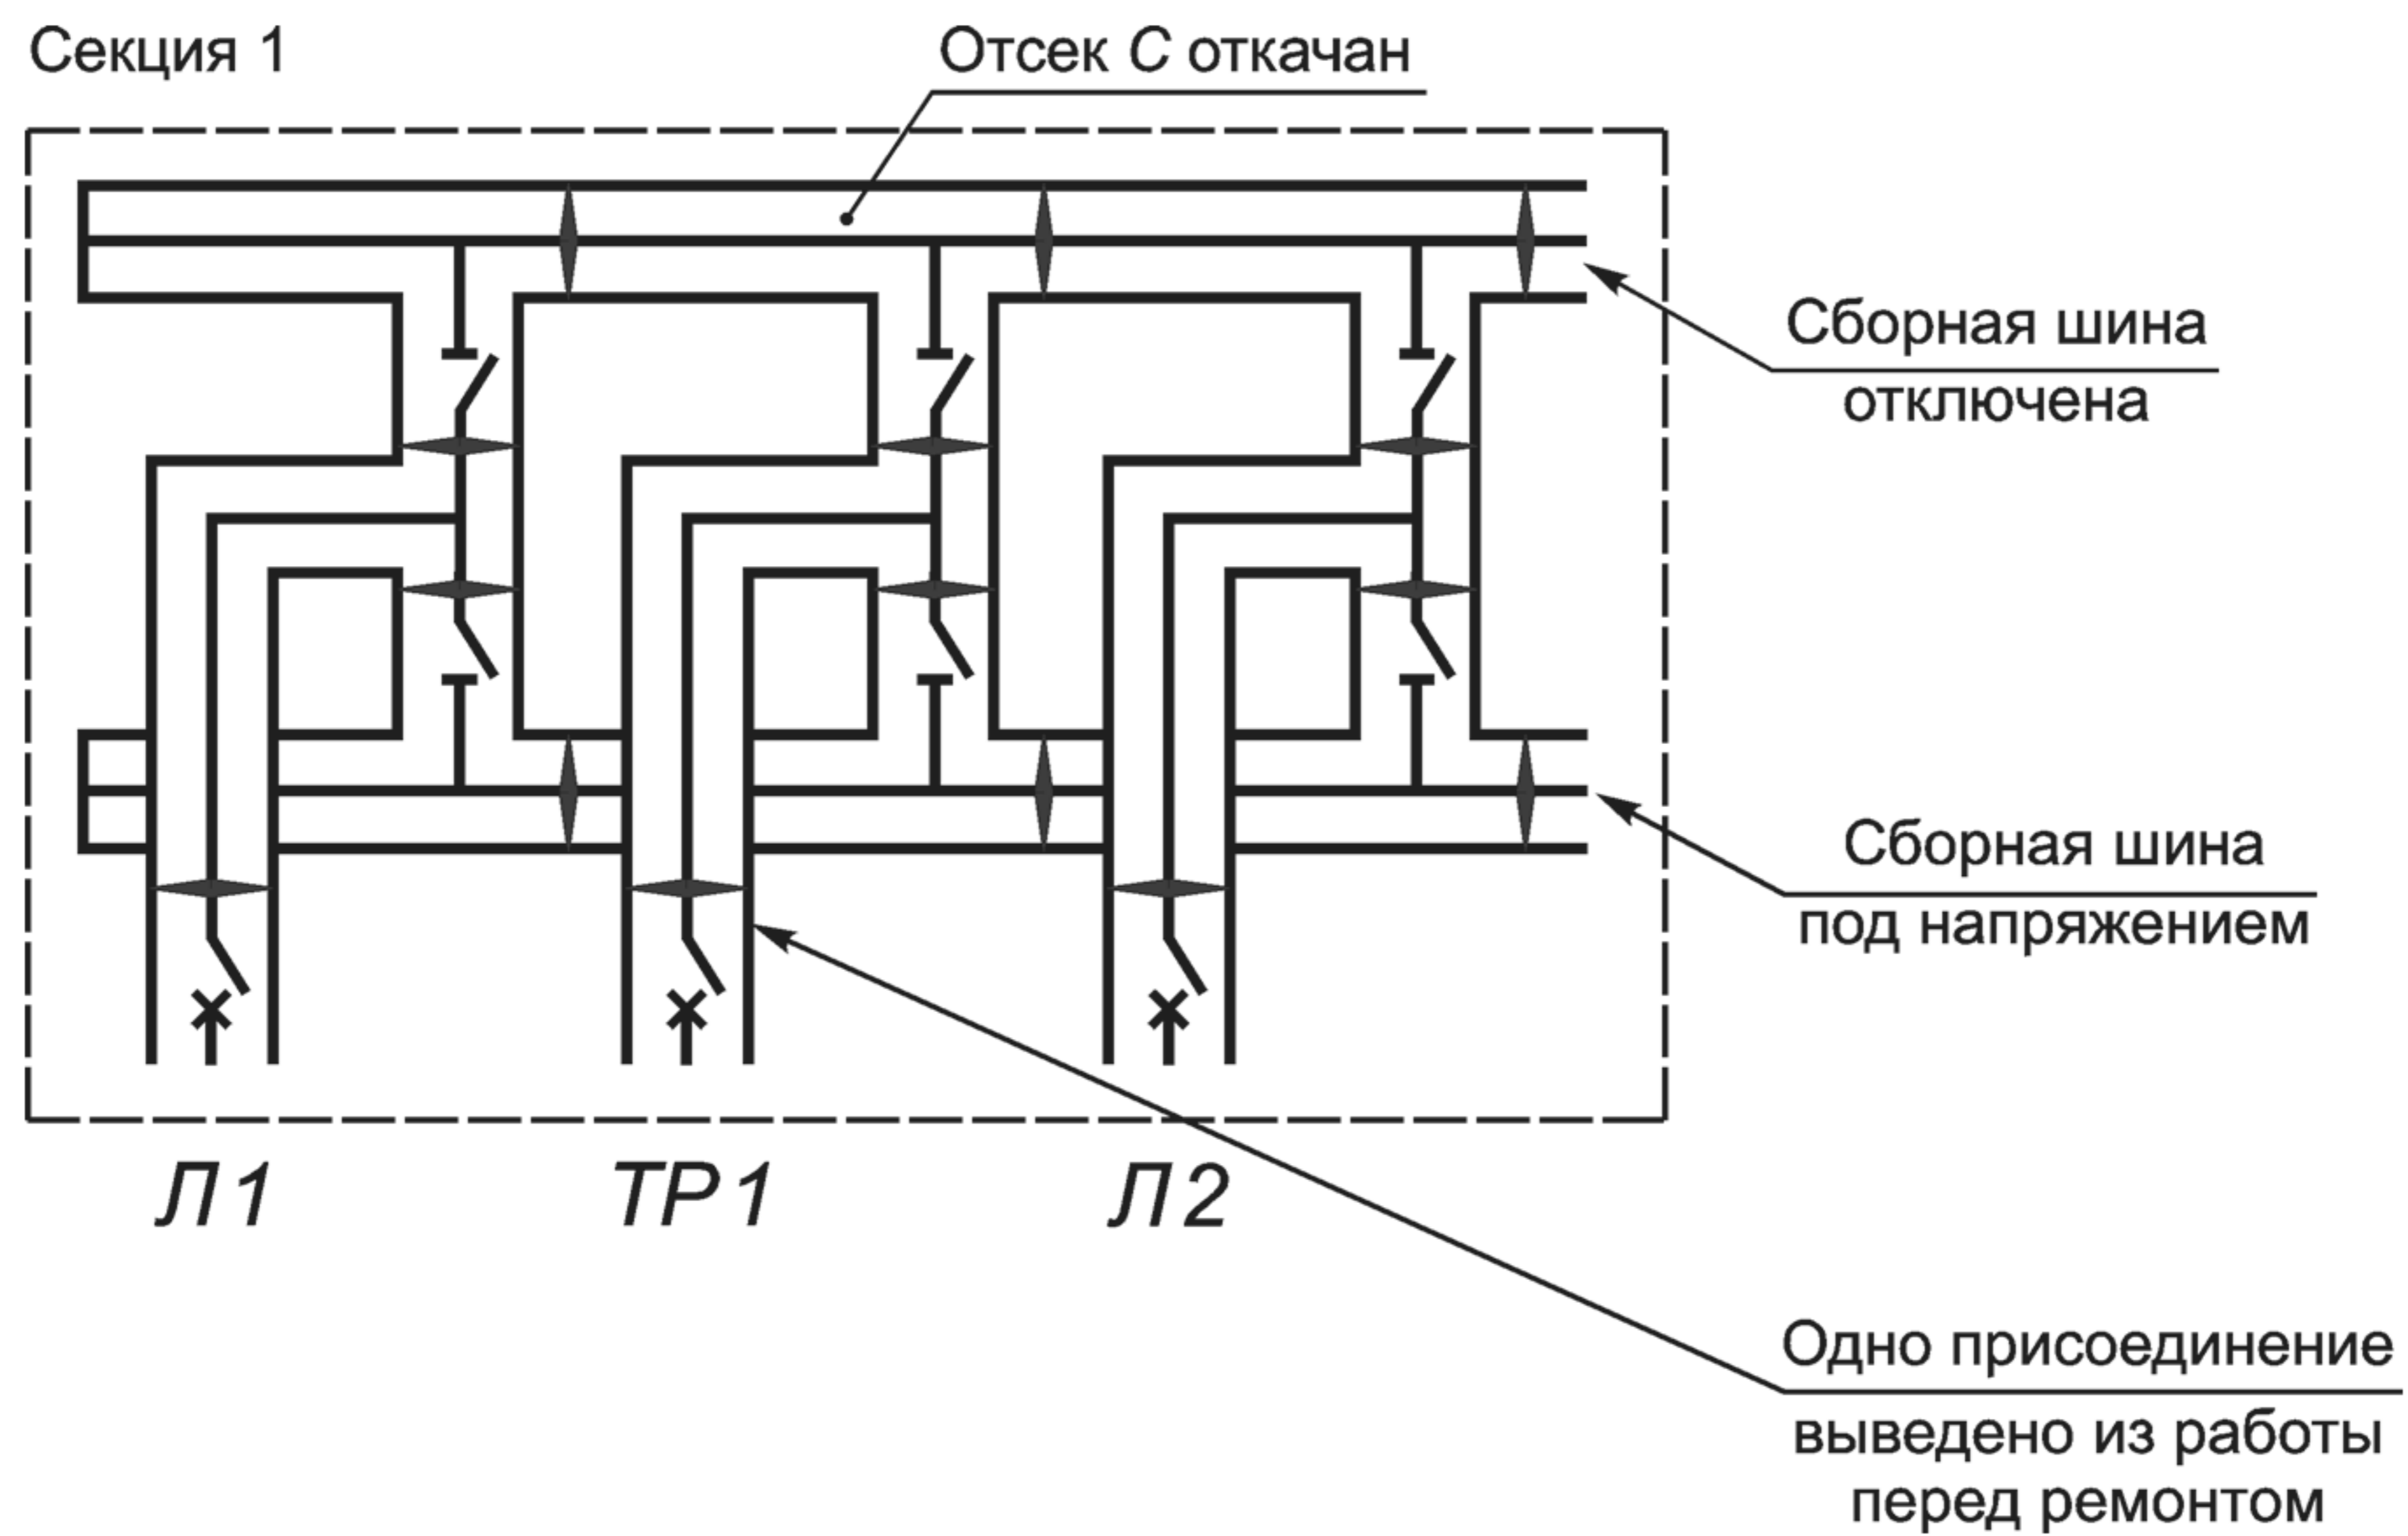 Секция 1
Отсек С откачан
Сборная шина
отключена
Сборная шина
под напряжением
Л1
ТР1
Л2
Одно присоединение
выведено из работы
перед ремонтом